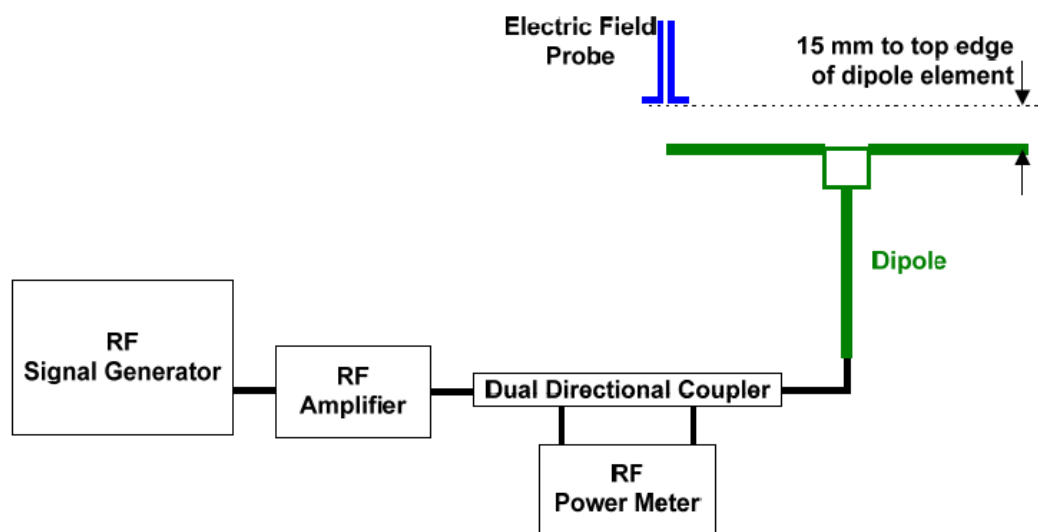 Electric Field
Probe
15 mm to top edge
of dipole element
Dipole
RF
Signal Generator
RF
Amplifier
Dual Directional Coupler
RF
Power Meter